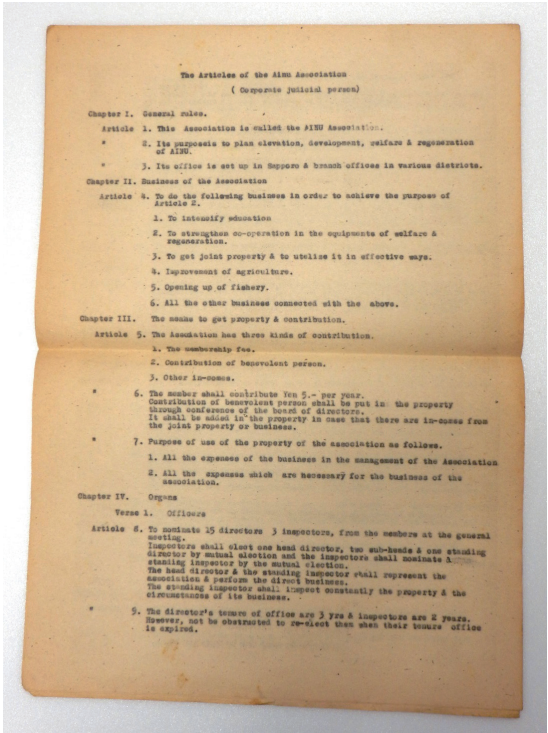 The Articles of the Ainu Association
( Corporate judicial person)
Chapter I. General rules.
Article 1. This Association is called the AINU Association.
" 2. Its purposeis to plan elevation, development, welfare & regeneration
of AINU.
" 3. Its office is set up in Sapparo & branch offices in various districts.
Chapter II. Business of the Association
Article 4. To do the following business in order to achieve the purpose of
Article 2.
1. To intensify education
2. To strengthen co-operation in the equipments of welfare &
regeneration.
3. To get joint property & to utelise it in effective ways.
4. Improvement of agriculture.
5. Opening up of fishery.
6. All the other business connected with the above.
Chapter III. The means to get property & contribution.
Article 5. The Association has three kinds of contribution.
1. The membership fee.
2. Contribution of benevolent person.
3. Other in-comes.
" 6. The member shall contribute Yen 5.- per year.
Contribution of benevolent person shall be put in the property
through conference of the board of directors.
It shall be added in the property in case that there are in-comes from
the joint property or business.
" 7. Purpose of use of the property of the association as follows.
1. All the expenses of the business in the management of the Association
2. All the expenses which are necessary for the business of the
association.
Chapter IV. Organs
Verse 1. Officers
Article 8. To nominate 15 directors 3 inspectors, from the members at the general
meeting.
Inspectors shall elect one head director, two sub-heads & one standing
director by mutual election and the inspectors shall nominate
standing inspector by the mutual election.
The head director & the standing inspector shall represent the
association & perform the direct business.
The standing inspector shall inspect constantly the property & the
circumstances of its business.
" 9. The director's tenure of office are 3 yrs & inspectors are 2 years.
However, not be obstructed to re-elect them when their tenure office
is expired.